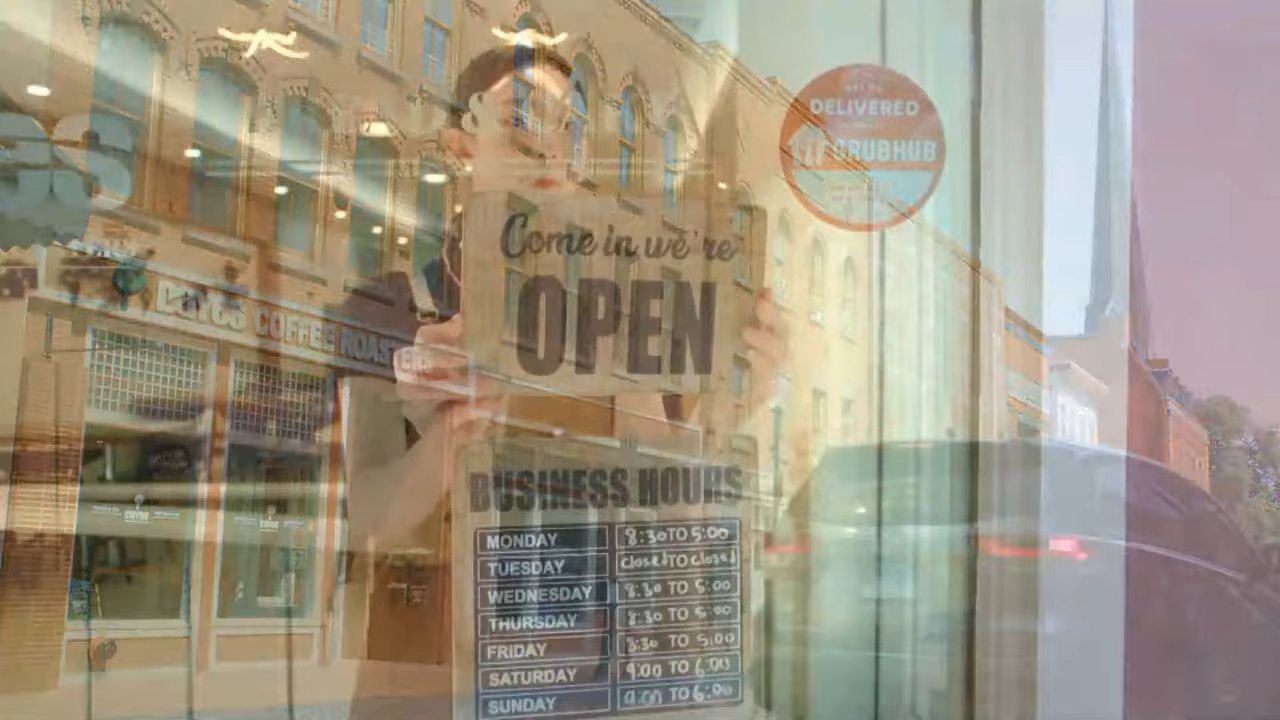 DELIVERED
GRUBHUB
COFFEE ROASTERS
Come in we're
OPEN
BUSINESS HOURS
MONDAY 8:30 TO 5:00
TUESDAY closed TO closed
WEDNESDAY 8:30 TO 5:00
THURSDAY 8:30 TO 5:00
FRIDAY 8:30 TO 5:00
SATURDAY 9:00 TO 6:00
SUNDAY 9:00 TO 6:00